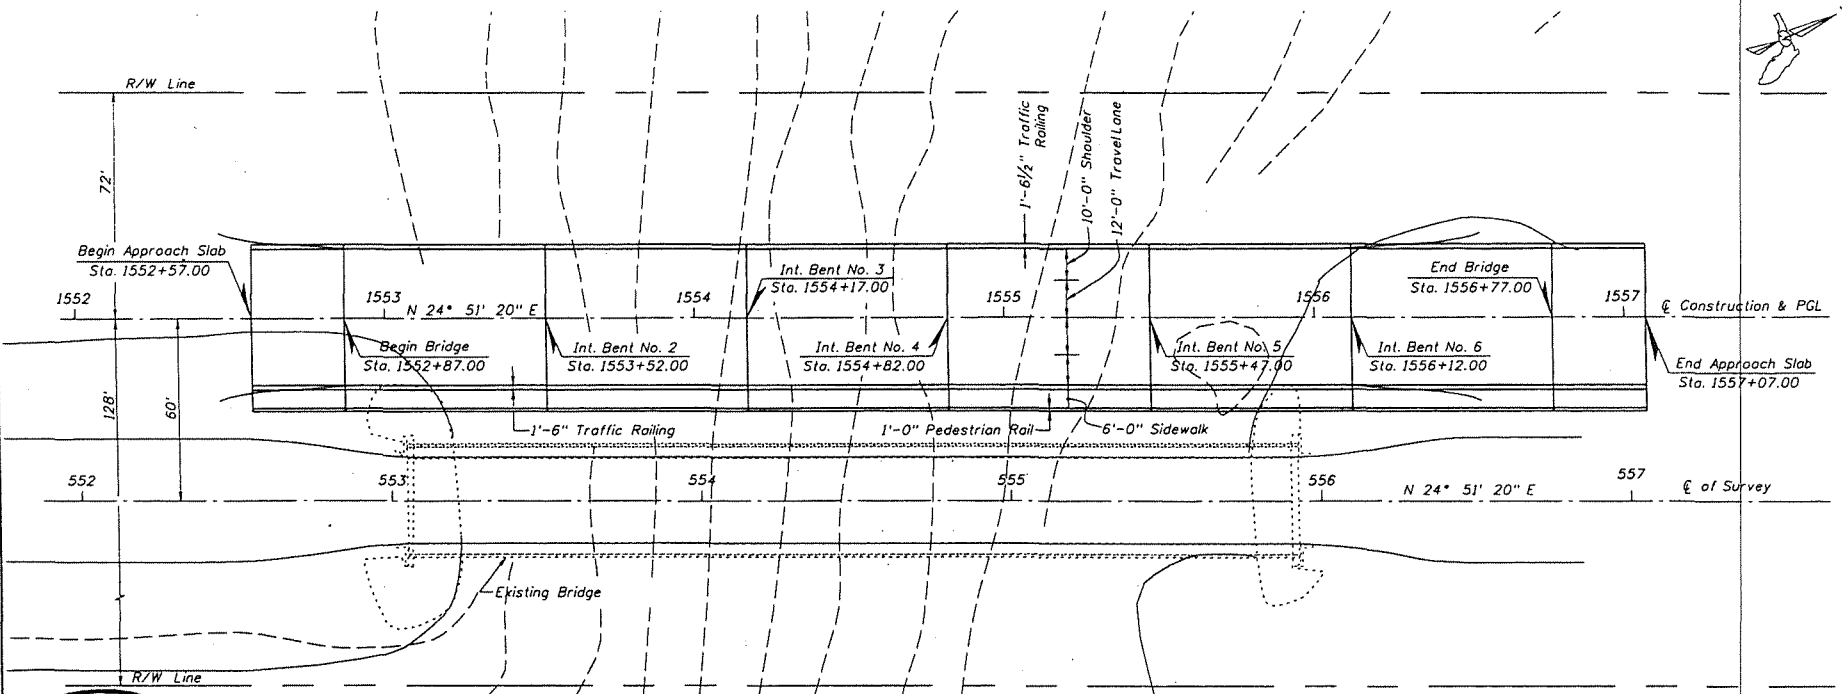 R/W Line
72'
1'-6½" Traffic
Railing
10'-0" Shoulder
12'-0" Travel Lane
Begin Approach Slab
Sta. 1552+57.00
Int. Bent No. 3
Sta. 1554+17.00
End Bridge
Sta. 1556+77.00
1552
1553
N 24° 51' 20" E
1554
1555
1556
1557
℄ Construction & PGL
Begin Bridge
Sta. 1552+87.00
Int. Bent No. 2
Sta. 1553+52.00
Int. Bent No. 4
Sta. 1554+82.00
Int. Bent No. 5
Sta. 1555+47.00
Int. Bent No. 6
Sta. 1556+12.00
End Approach Slab
Sta. 1557+07.00
128'
60'
1'-6" Traffic Railing
1'-0" Pedestrian Rail
6'-0" Sidewalk
552
553
554
555
556
N 24° 51' 20" E
557
℄ of Survey
Existing Bridge
R/W Line